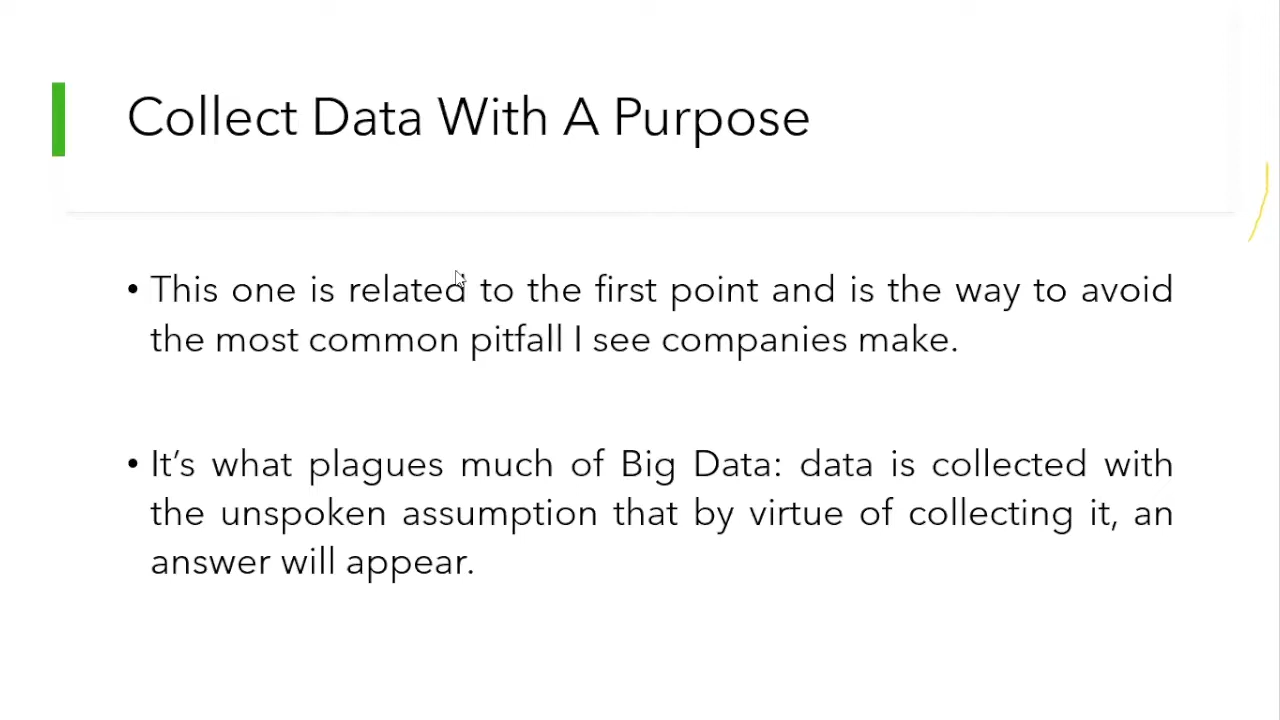 Collect Data With A Purpose
• This one is related to the first point and is the way to avoid
the most common pitfall I see companies make.
• It’s what plagues much of Big Data: data is collected with
the unspoken assumption that by virtue of collecting it, an
answer will appear.